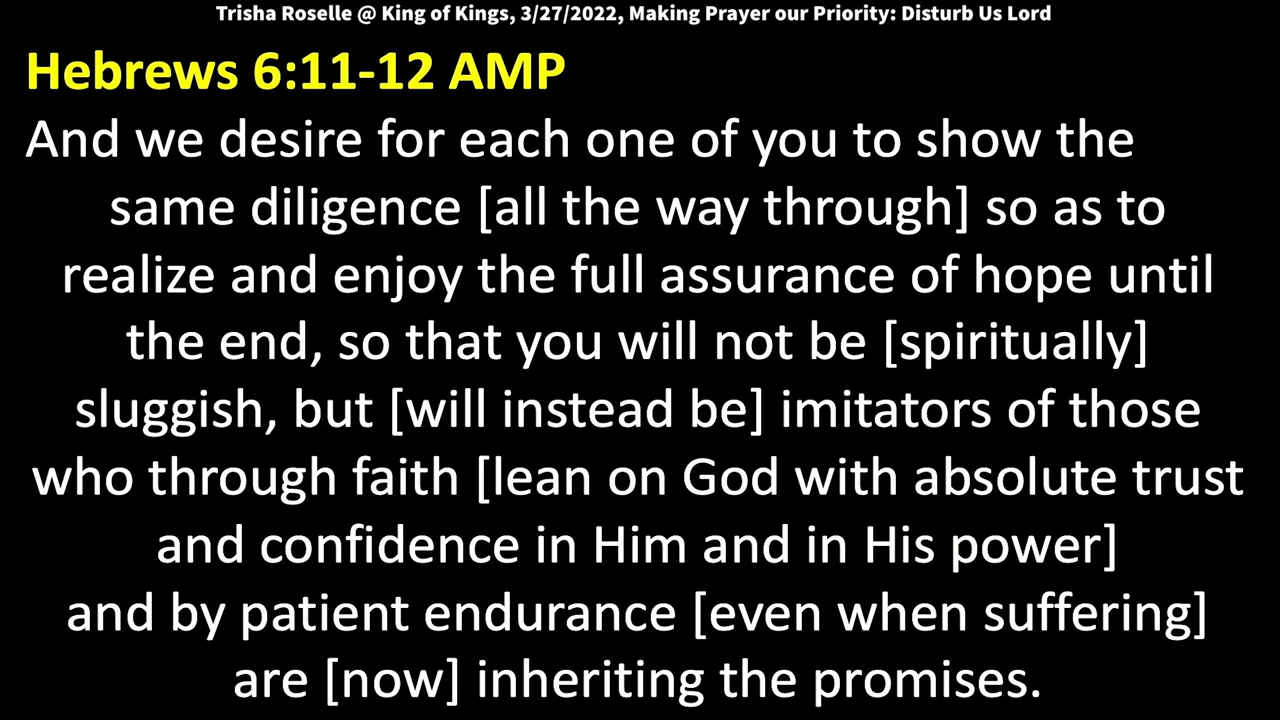 Trisha Roselle @ King of Kings, 3/27/2022, Making Prayer our Priority: Disturb Us Lord
Hebrews 6:11-12 AMP
And we desire for each one of you to show the
same diligence [all the way through] so as to
realize and enjoy the full assurance of hope until
the end, so that you will not be [spiritually]
sluggish, but [will instead be] imitators of those
who through faith [lean on God with absolute trust
and confidence in Him and in His power]
and by patient endurance [even when suffering]
are [now] inheriting the promises.